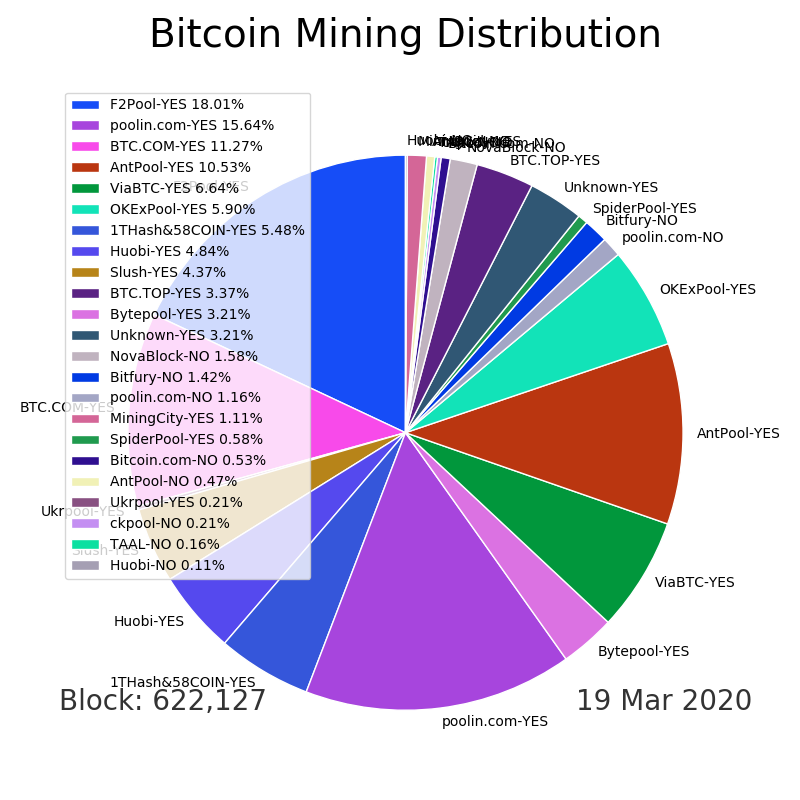 Bitcoin Mining Distribution
F2Pool-YES 18.01%
poolin.com-YES 15.64%
BTC.COM-YES 11.27%
AntPool-YES 10.53%
ViaBTC-YES 6.64%
OKExPool-YES 5.90%
1THash&58COIN-YES 5.48%
Huobi-YES 4.84%
Slush-YES 4.37%
BTC.TOP-YES 3.37%
Bytepool-YES 3.21%
Unknown-YES 3.21%
NovaBlock-NO 1.58%
Bitfury-NO 1.42%
poolin.com-NO 1.16%
MiningCity-YES 1.11%
SpiderPool-YES 0.58%
Bitcoin.com-NO 0.53%
AntPool-NO 0.47%
Ukrpool-YES 0.21%
ckpool-NO 0.21%
TAAL-NO 0.16%
Huobi-NO 0.11%
NovaBlock-NO
BTC.TOP-YES
Unknown-YES
SpiderPool-YES
Bitfury-NO
poolin.com-NO
OKExPool-YES
AntPool-YES
ViaBTC-YES
Bytepool-YES
poolin.com-YES
1THash&58COIN-YES
Huobi-YES
Slush-YES
Ukrpool-YES
BTC.COM-YES
Block: 622,127
19 Mar 2020